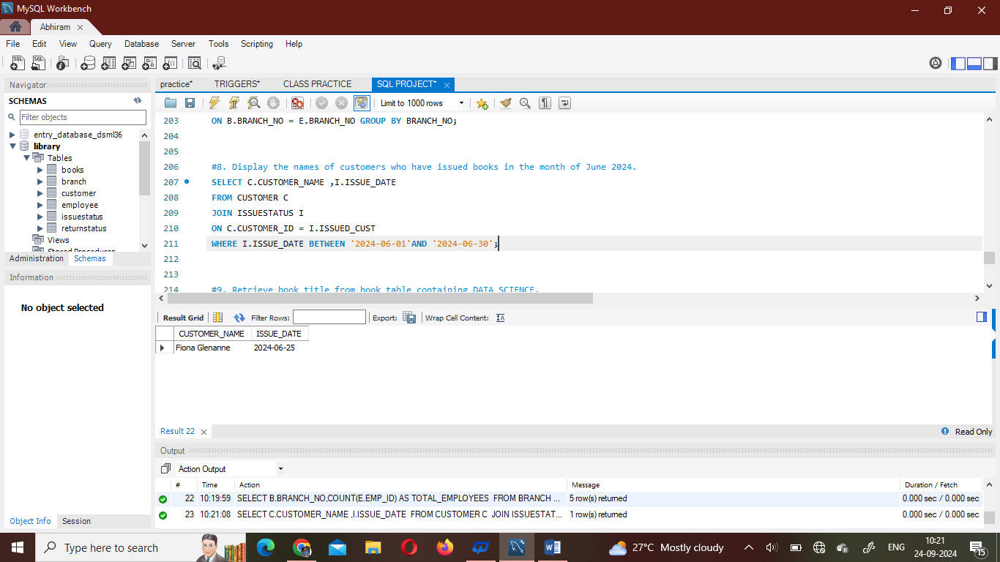 MySQL Workbench
Abhiram
File Edit View Query Database Server Tools Scripting Help
Navigator
SCHEMAS
Filter objects
entry_database_dsml36
library
Tables
books
branch
customer
employee
issuestatus
returnstatus
Views
Stored Procedures
Administration Schemas
Information
No object selected
Object Info Session
practice* TRIGGERS* CLASS PRACTICE SQL PROJECT*
Limit to 1000 rows
203 ON B.BRANCH_NO = E.BRANCH_NO GROUP BY BRANCH_NO;
204
205
206 #8. Display the names of customers who have issued books in the month of June 2024.
207 SELECT C.CUSTOMER_NAME ,I.ISSUE_DATE
208 FROM CUSTOMER C
209 JOIN ISSUESTATUS I
210 ON C.CUSTOMER_ID = I.ISSUED_CUST
211 WHERE I.ISSUE_DATE BETWEEN '2024-06-01'AND '2024-06-30';
212
213
214 #9. Retrieve book title from book table containing DATA SCIENCE.
Result Grid Filter Rows: Export: Wrap Cell Content:
CUSTOMER_NAME ISSUE_DATE
Fiona Glenanne 2024-06-25
Result 22 Read Only
Output
Action Output
# Time Action Message Duration / Fetch
22 10:19:59 SELECT B.BRANCH_NO,COUNT(E.EMP_ID) AS TOTAL_EMPLOYEES FROM BRANCH ... 5 row(s) returned 0.000 sec / 0.000 sec
23 10:21:08 SELECT C.CUSTOMER_NAME ,I.ISSUE_DATE FROM CUSTOMER C JOIN ISSUESTAT... 1 row(s) returned 0.000 sec / 0.000 sec
Type here to search
27°C Mostly cloudy
ENG
10:21
24-09-2024
15